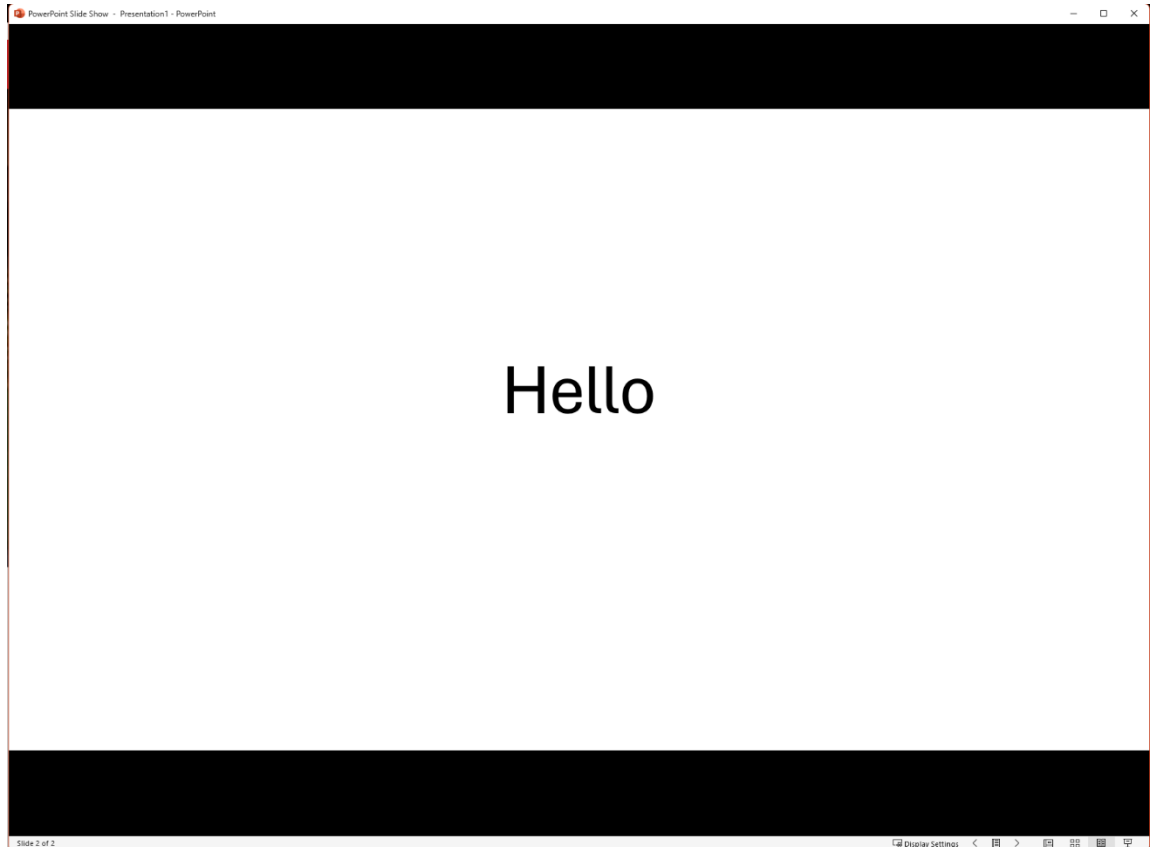 PowerPoint Slide Show - Presentation1 - PowerPoint
Hello
Slide 2 of 2
Display Settings